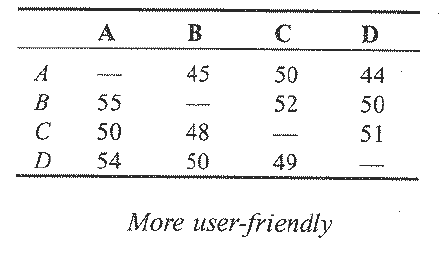 A B C D
A — 45 50 44
B 55 — 52 50
C 50 48 — 51
D 54 50 49 —
More user-friendly